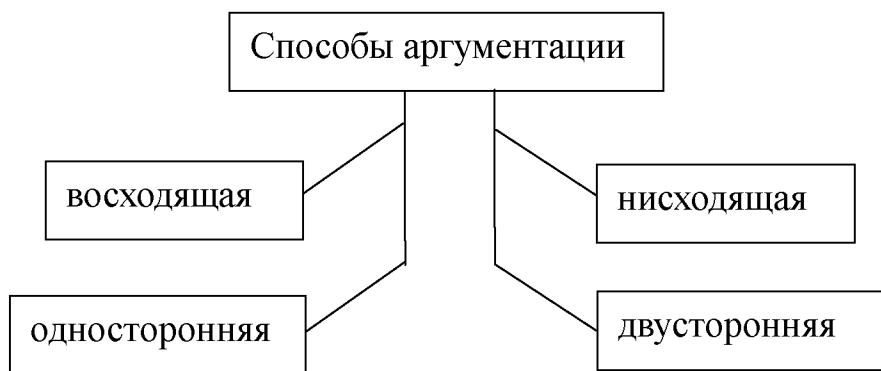 Способы аргументации
восходящая
нисходящая
односторонняя
двусторонняя